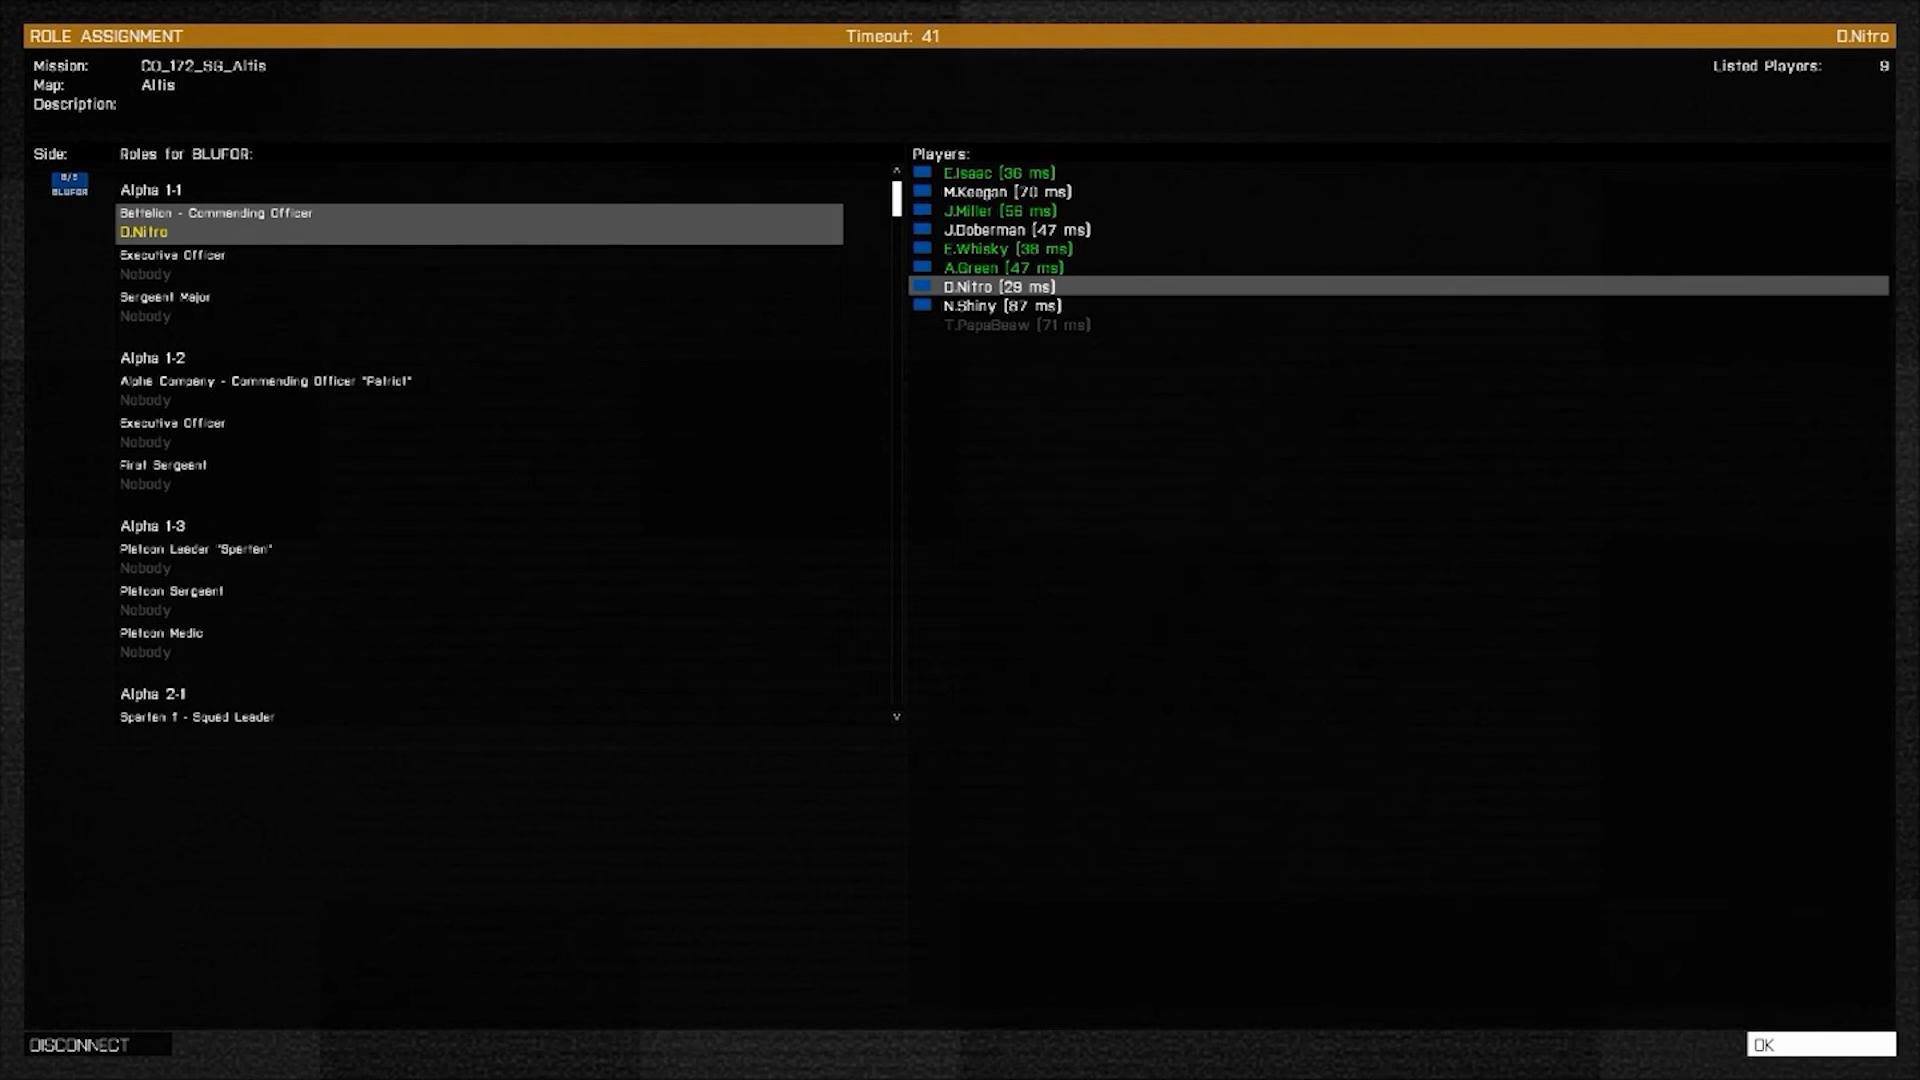 ROLE ASSIGNMENT
Timeout: 41
D.Nitro
Mission: CO_172_SG_Altis
Listed Players: 9
Map: Altis
Description:
Side:
BLUFOR
Roles for BLUFOR:
Alpha 1-1
Battalion - Commanding Officer
D.Nitro
Executive Officer
Nobody
Sergeant Major
Nobody
Alpha 1-2
Alpha Company - Commanding Officer "Patriot"
Nobody
Executive Officer
Nobody
First Sergeant
Nobody
Alpha 1-3
Platoon Leader "Spartan"
Nobody
Platoon Sergeant
Nobody
Platoon Medic
Nobody
Alpha 2-1
Spartan 1 - Squad Leader
Players:
E.Isaac (36 ms)
M.Keegan (70 ms)
J.Miller (56 ms)
J.Doberman (47 ms)
E.Whisky (38 ms)
A.Green (47 ms)
D.Nitro (29 ms)
N.Shiny (87 ms)
T.PapaBeaw (71 ms)
DISCONNECT
OK